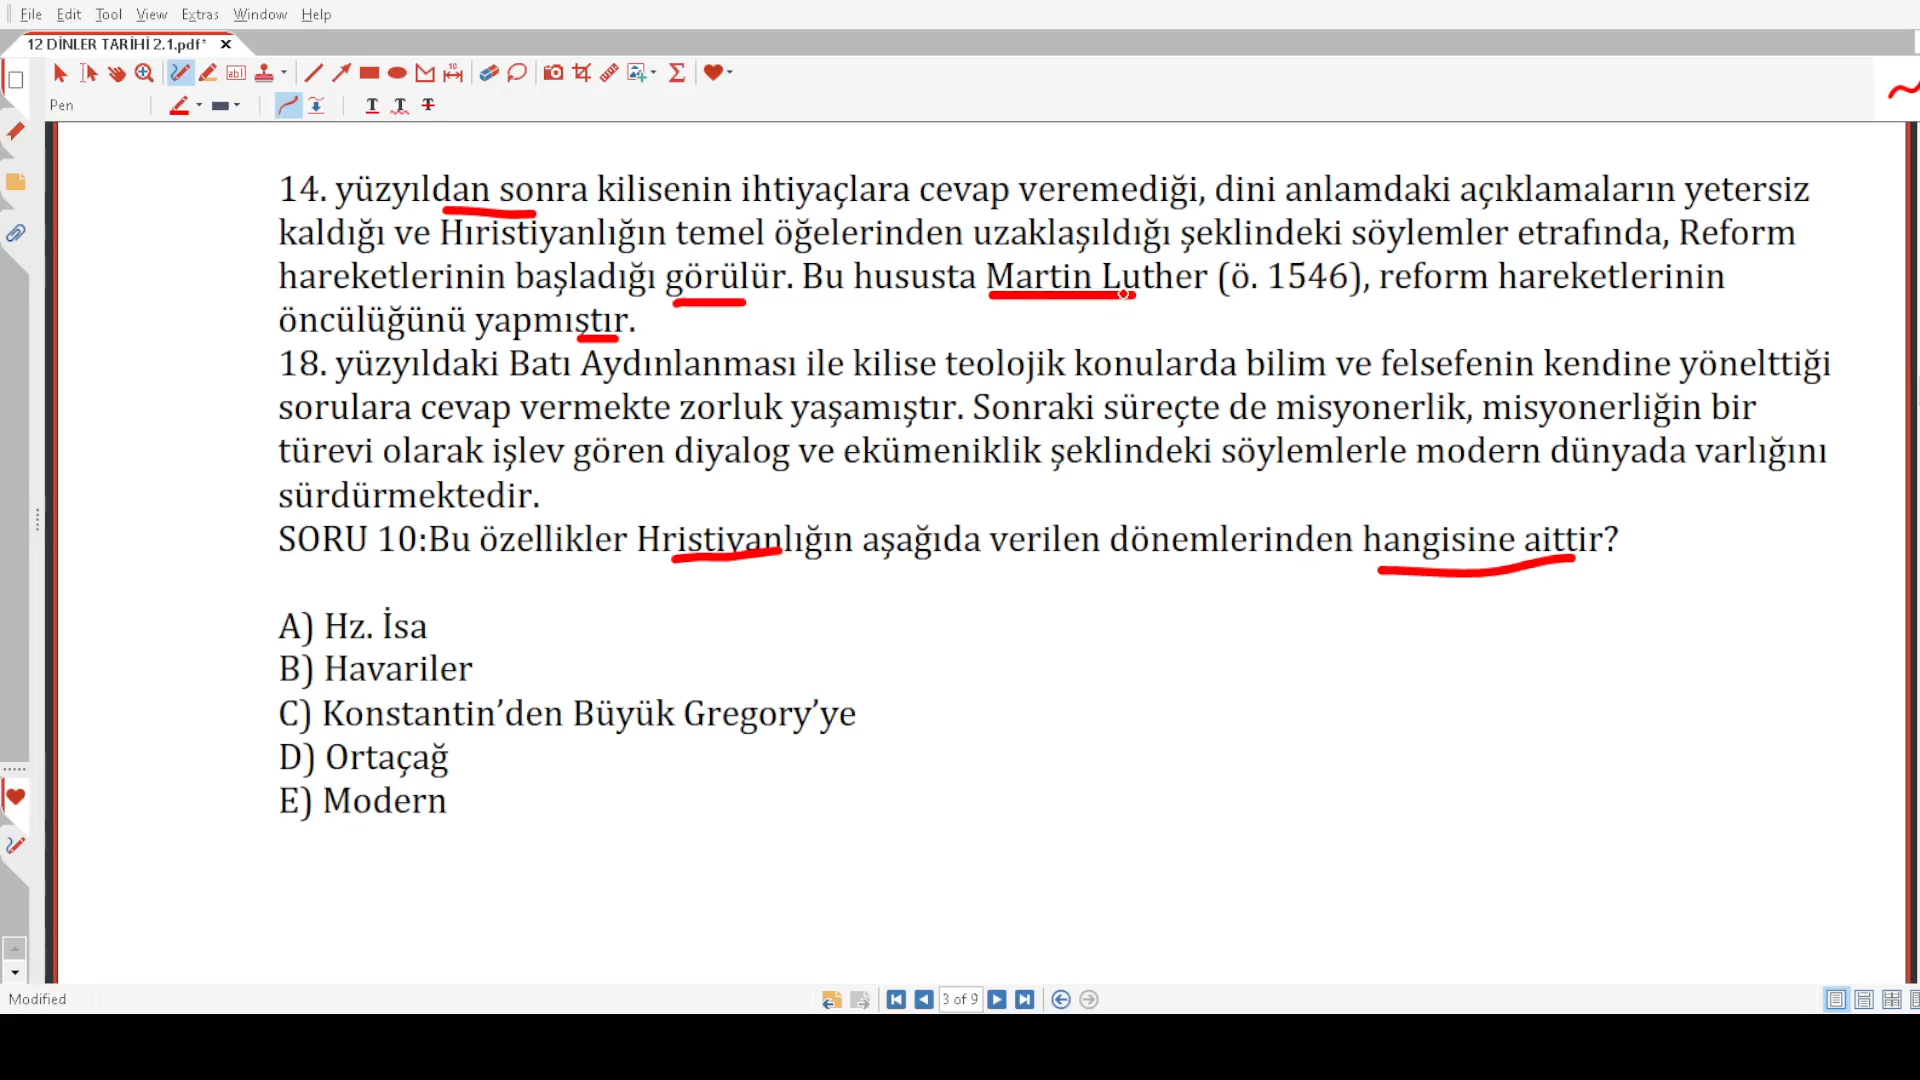 File Edit Tool View Extras Window Help
12 DİNLER TARİHİ 2.1.pdf* x
Pen
14. yüzyıldan sonra kilisenin ihtiyaçlara cevap veremediği, dini anlamdaki açıklamaların yetersiz
kaldığı ve Hıristiyanlığın temel öğelerinden uzaklaşıldığı şeklindeki söylemler etrafında, Reform
hareketlerinin başladığı görülür. Bu hususta Martin Luther (ö. 1546), reform hareketlerinin
öncülüğünü yapmıştır.
18. yüzyıldaki Batı Aydınlanması ile kilise teolojik konularda bilim ve felsefenin kendine yönelttiği
sorulara cevap vermekte zorluk yaşamıştır. Sonraki süreçte de misyonerlik, misyonerliğin bir
türevi olarak işlev gören diyalog ve ekümeniklik şeklindeki söylemlerle modern dünyada varlığını
sürdürmektedir.
SORU 10:Bu özellikler Hristiyanlığın aşağıda verilen dönemlerinden hangisine aittir?
A) Hz. İsa
B) Havariler
C) Konstantin’den Büyük Gregory’ye
D) Ortaçağ
E) Modern
Modified
3 of 9